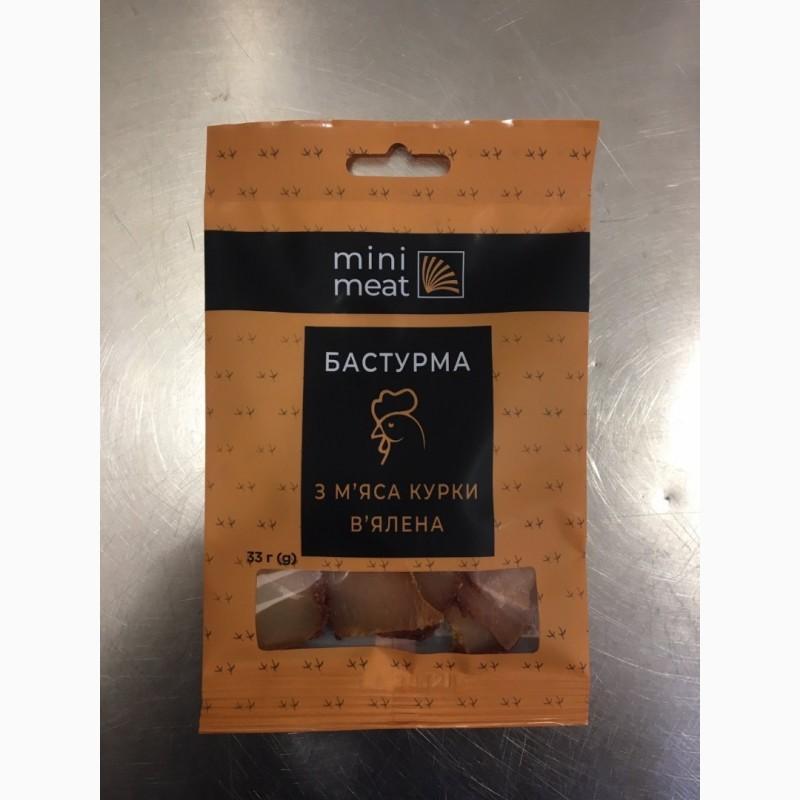 mini
meat
БАСТУРМА
З М'ЯСА КУРКИ
В'ЯЛЕНА
33 г (g)